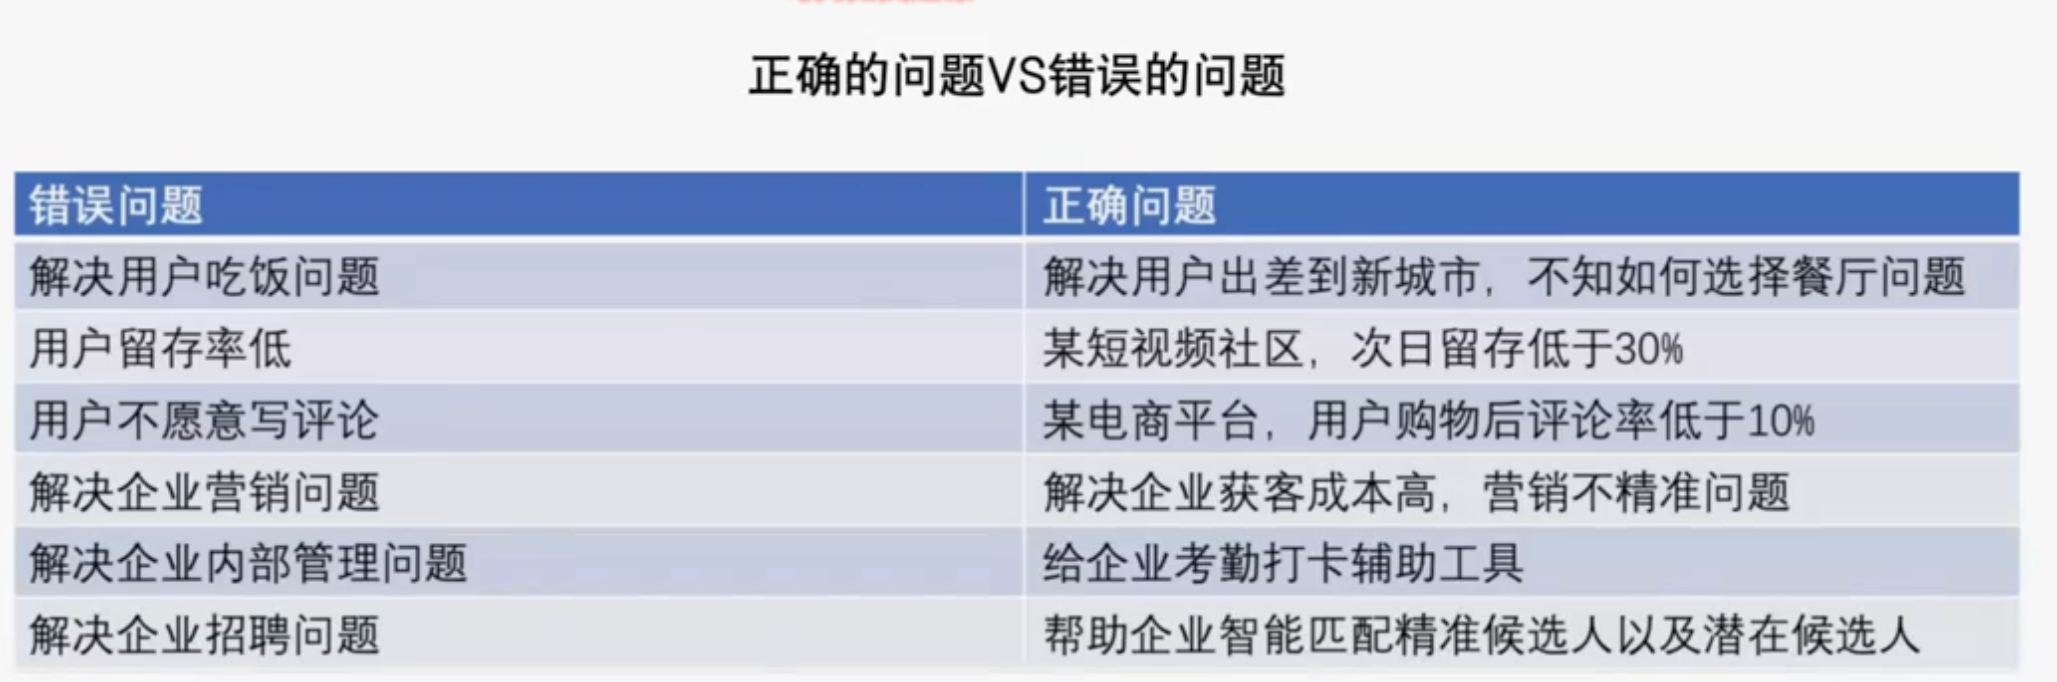 正确的问题VS错误的问题
错误问题 正确问题
解决用户吃饭问题 解决用户出差到新城市，不知如何选择餐厅问题
用户留存率低 某短视频社区，次日留存低于30%
用户不愿意写评论 某电商平台，用户购物后评论率低于10%
解决企业营销问题 解决企业获客成本高，营销不精准问题
解决企业内部管理问题 给企业考勤打卡辅助工具
解决企业招聘问题 帮助企业智能匹配精准候选人以及潜在候选人